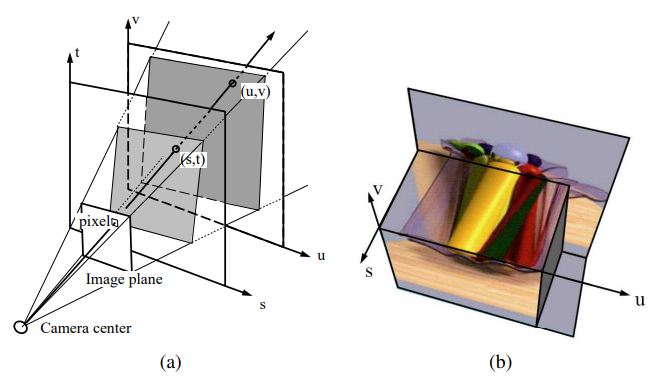 v
t
(u,v)
(s,t)
pixel
u
Image plane
s
Camera center
(a)
v
s
u
(b)